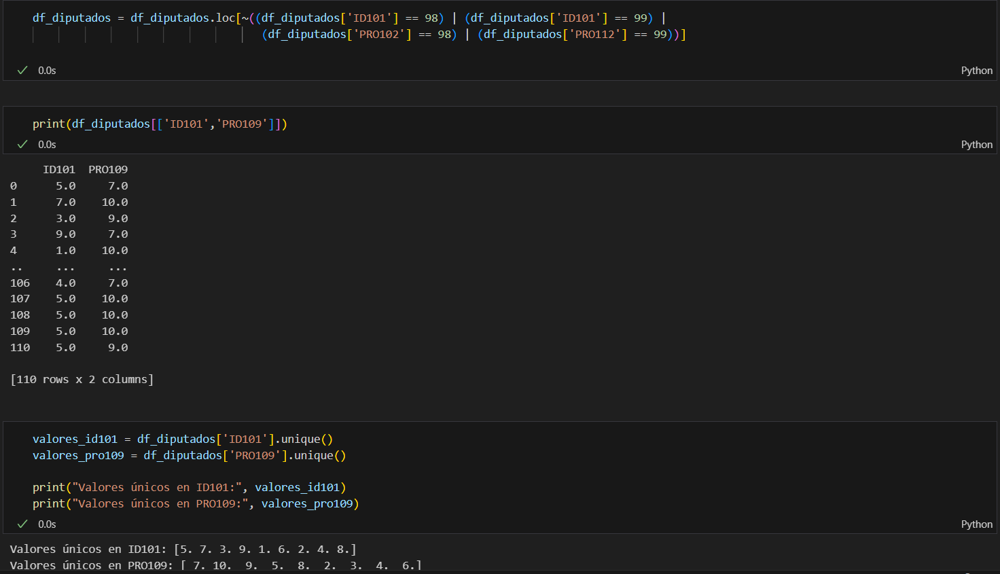 df_diputados = df_diputados.loc[~((df_diputados['ID101'] == 98) | (df_diputados['ID101'] == 99) |
(df_diputados['PRO102'] == 98) | (df_diputados['PRO112'] == 99))]
✓ 0.0s Python
print(df_diputados[['ID101','PRO109']])
✓ 0.0s Python
ID101 PRO109
0 5.0 7.0
1 7.0 10.0
2 3.0 9.0
3 9.0 7.0
4 1.0 10.0
.. ... ...
106 4.0 7.0
107 5.0 10.0
108 5.0 10.0
109 5.0 10.0
110 5.0 9.0
[110 rows x 2 columns]
valores_id101 = df_diputados['ID101'].unique()
valores_pro109 = df_diputados['PRO109'].unique()
print("Valores únicos en ID101:", valores_id101)
print("Valores únicos en PRO109:", valores_pro109)
✓ 0.0s Python
Valores únicos en ID101: [5. 7. 3. 9. 1. 6. 2. 4. 8.]
Valores únicos en PRO109: [ 7. 10.  9.  5.  8.  2.  3.  4.  6.]